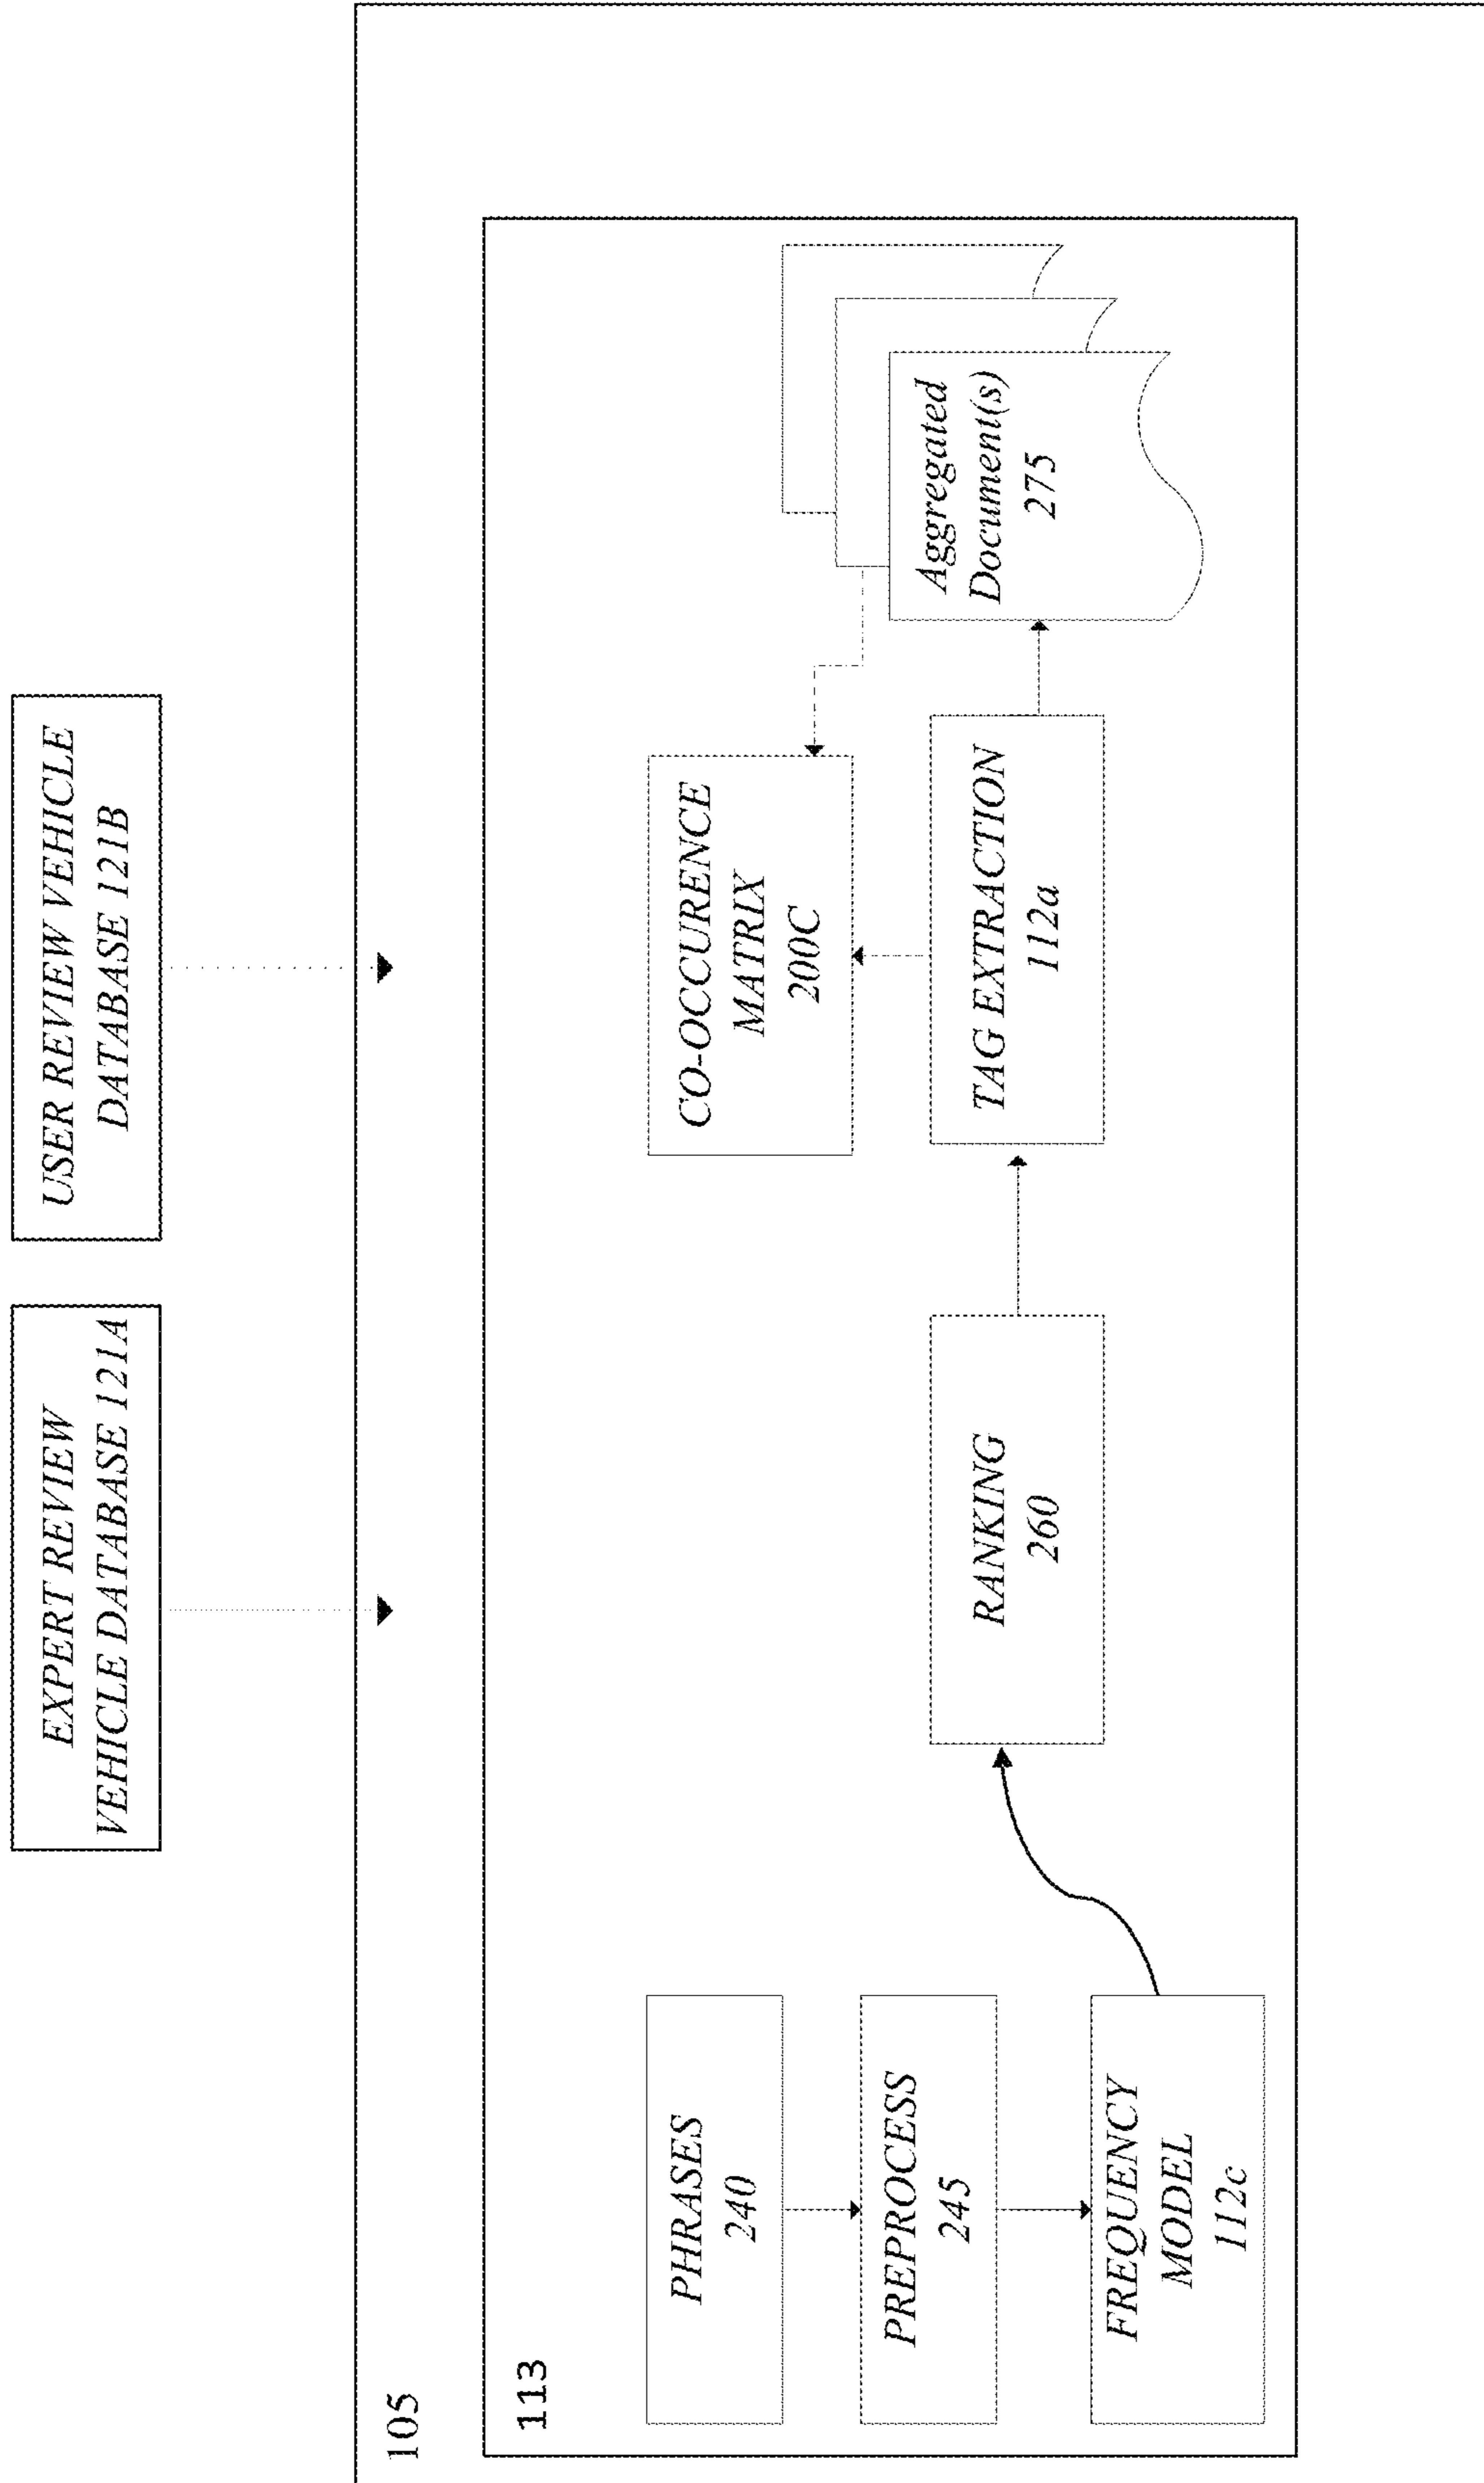 EXPERT REVIEW
VEHICLE DATABASE 121A
USER REVIEW VEHICLE
DATABASE 121B
105
113
PHRASES
240
PREPROCESS
245
FREQUENCY
MODEL
112c
RANKING
260
CO-OCCURENCE
MATRIX
200C
TAG EXTRACTION
112a
Aggregated
Document(s)
275